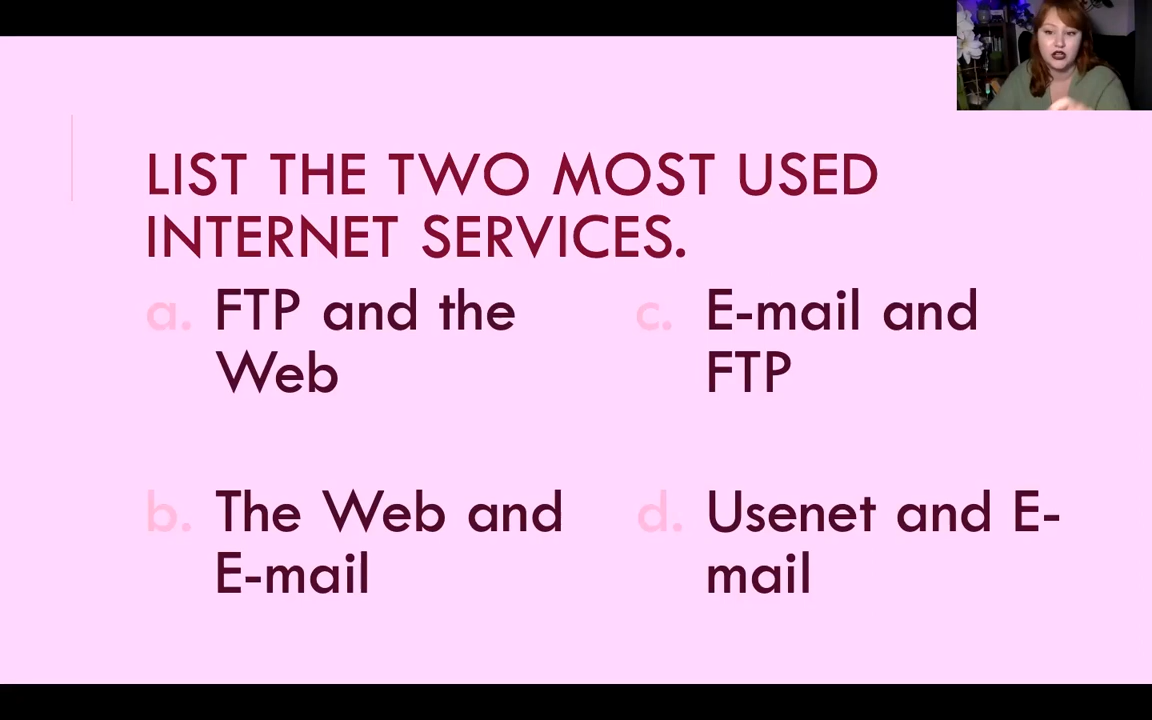 LIST THE TWO MOST USED
INTERNET SERVICES.
a. FTP and the
Web
b. The Web and
E-mail
c. E-mail and
FTP
d. Usenet and E-
mail